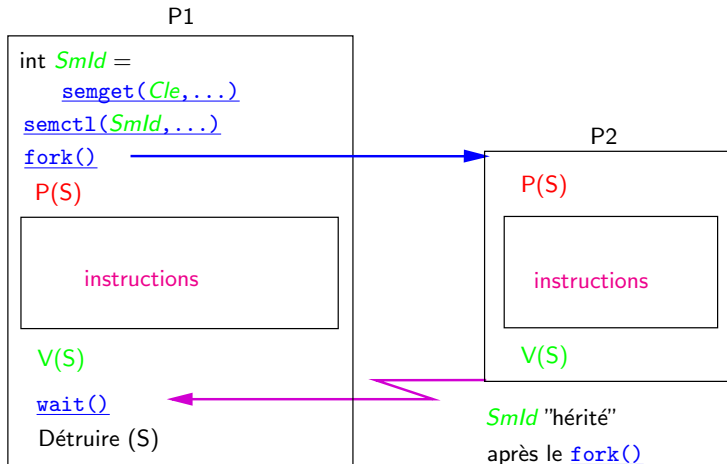 P1
int SmId =
semget(Cle,...)
semctl(SmId,...)
fork()
P(S)
instructions
V(S)
wait()
Détruire (S)
P2
P(S)
instructions
V(S)
SmId "hérité"
après le fork()